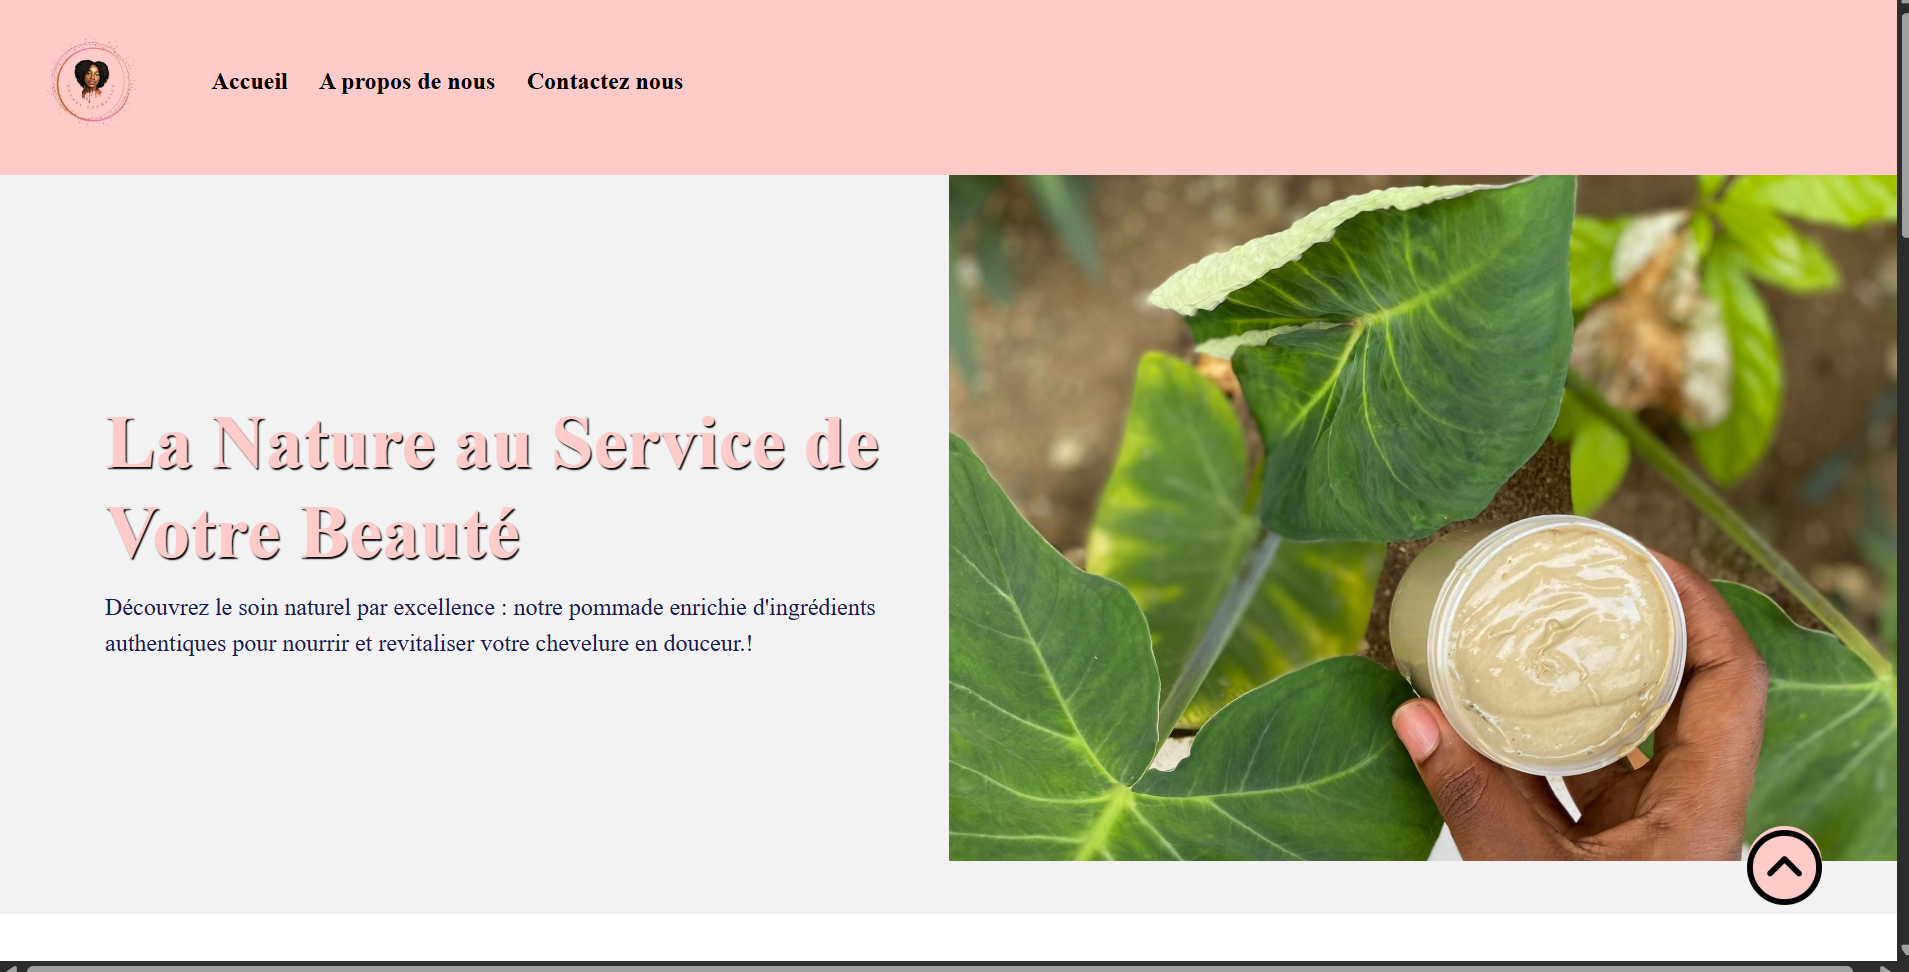 Accueil A propos de nous Contactez nous
La Nature au Service de
Votre Beauté
Découvrez le soin naturel par excellence : notre pommade enrichie d'ingrédients
authentiques pour nourrir et revitaliser votre chevelure en douceur.!